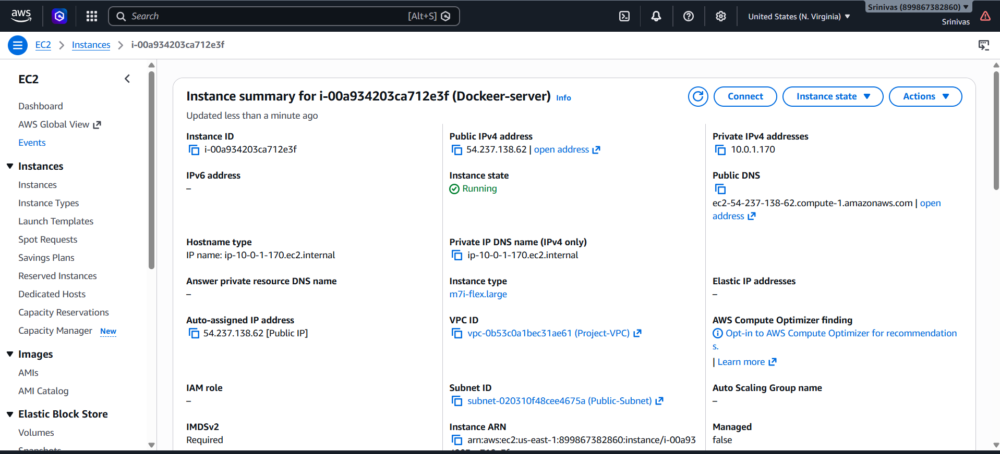 aws
Search
[Alt+S]
United States (N. Virginia)
Srinivas (899867382860)
Srinivas
EC2
Instances
i-00a934203ca712e3f
EC2
Dashboard
AWS Global View
Events
Instances
Instances
Instance Types
Launch Templates
Spot Requests
Savings Plans
Reserved Instances
Dedicated Hosts
Capacity Reservations
Capacity Manager New
Images
AMIs
AMI Catalog
Elastic Block Store
Volumes
Snapshots
Instance summary for i-00a934203ca712e3f (Dockeer-server) Info
Connect
Instance state
Actions
Updated less than a minute ago
Instance ID
i-00a934203ca712e3f
Public IPv4 address
54.237.138.62 | open address
Private IPv4 addresses
10.0.1.170
IPv6 address
–
Instance state
Running
Public DNS
ec2-54-237-138-62.compute-1.amazonaws.com | open
address
Hostname type
IP name: ip-10-0-1-170.ec2.internal
Private IP DNS name (IPv4 only)
ip-10-0-1-170.ec2.internal
Answer private resource DNS name
–
Instance type
m7i-flex.large
Elastic IP addresses
–
Auto-assigned IP address
54.237.138.62 [Public IP]
VPC ID
vpc-0b53c0a1bec31ae61 (Project-VPC)
AWS Compute Optimizer finding
Opt-in to AWS Compute Optimizer for recommendation
s.
| Learn more
IAM role
–
Subnet ID
subnet-020310f48cee4675a (Public-Subnet)
Auto Scaling Group name
–
IMDSv2
Required
Instance ARN
arn:aws:ec2:us-east-1:899867382860:instance/i-00a93
Managed
false